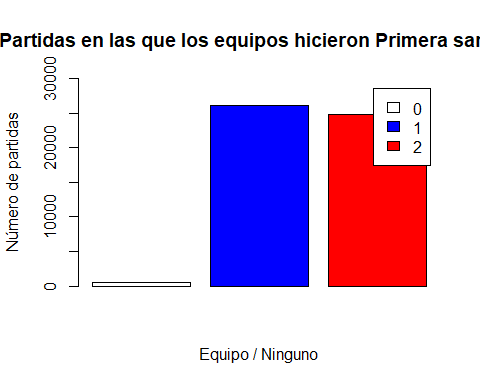 Partidas en las que los equipos hicieron Primera
30000
20000
10000
0
Número de partidas
0
1
2
Equipo / Ninguno